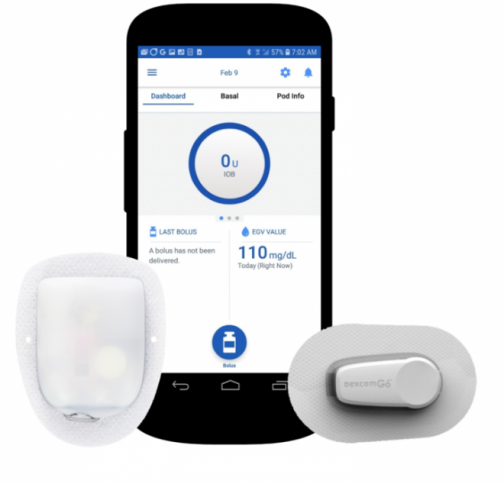 57% 7:02 AM
Feb 9
Dashboard Basal Pod Info
0 U
IOB
LAST BOLUS
A bolus has not been
delivered.
EGV VALUE
110 mg/dL
Today (Right Now)
Bolus
Dexcom G6